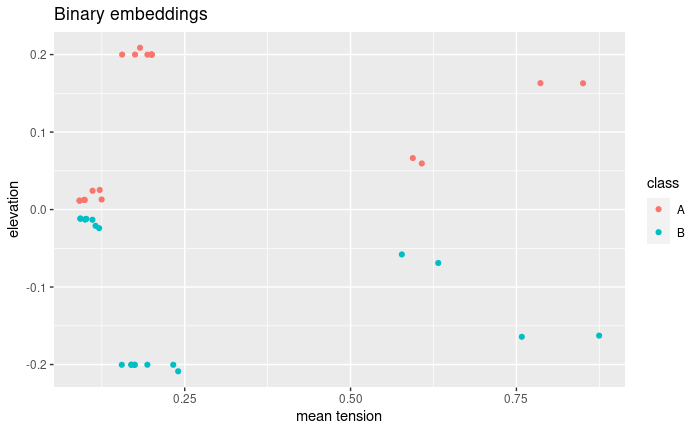 Binary embeddings
0.2
0.1
0.0
-0.1
-0.2
elevation
0.25
0.50
0.75
mean tension
class
A
B